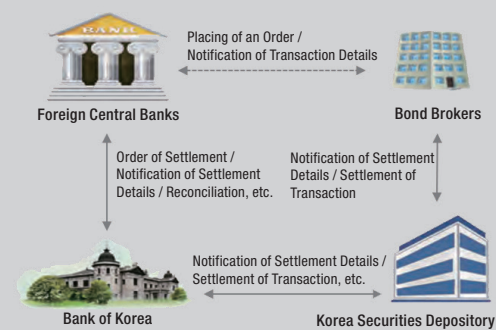 BANK
Placing of an Order /
Notification of Transaction Details
Foreign Central Banks
Bond Brokers
Order of Settlement /
Notification of Settlement
Details / Reconciliation, etc.
Notification of Settlement
Details / Settlement of
Transaction
Notification of Settlement Details /
Settlement of Transaction, etc.
Bank of Korea
Korea Securities Depository